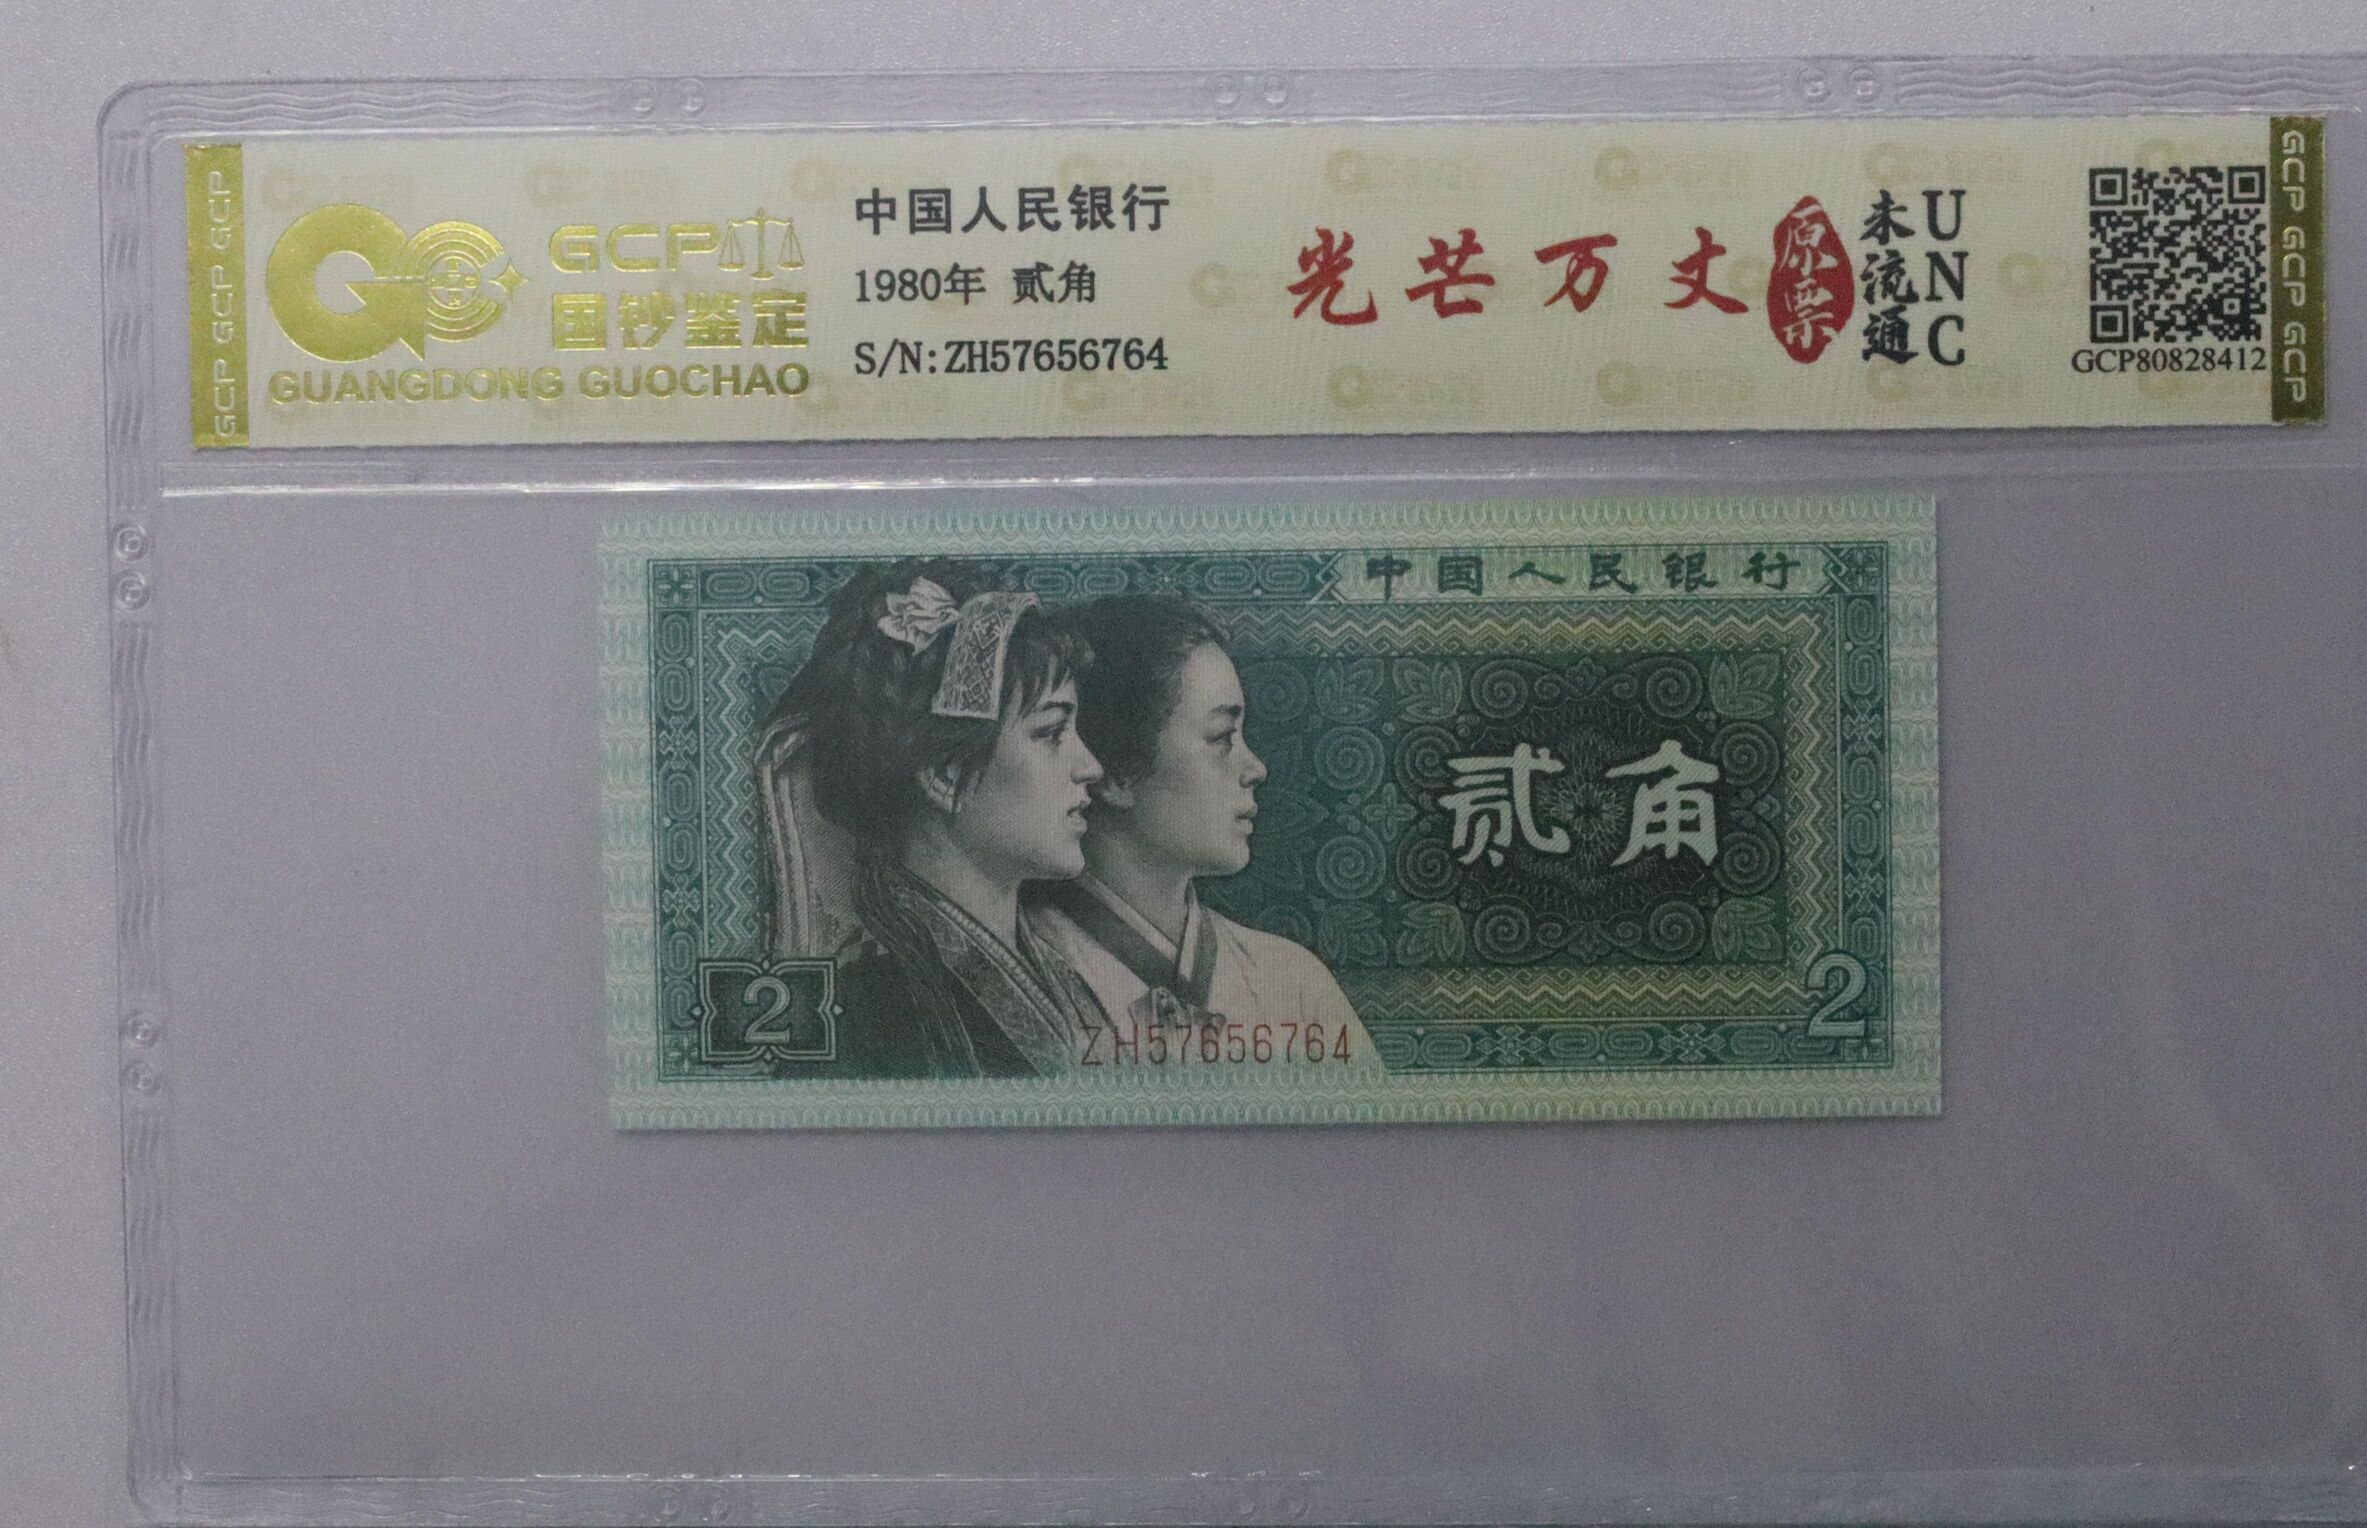 GCP GCP GCP
GCP
国钞鉴定
GUANGDONG GUOCHAO
中国人民银行
1980年 贰角
S/N:ZH57656764
光芒万丈
原票
未流通
UNC
GCP80828412
GCP GCP GCP
中国人民银行
贰角
2
2
ZH57656764